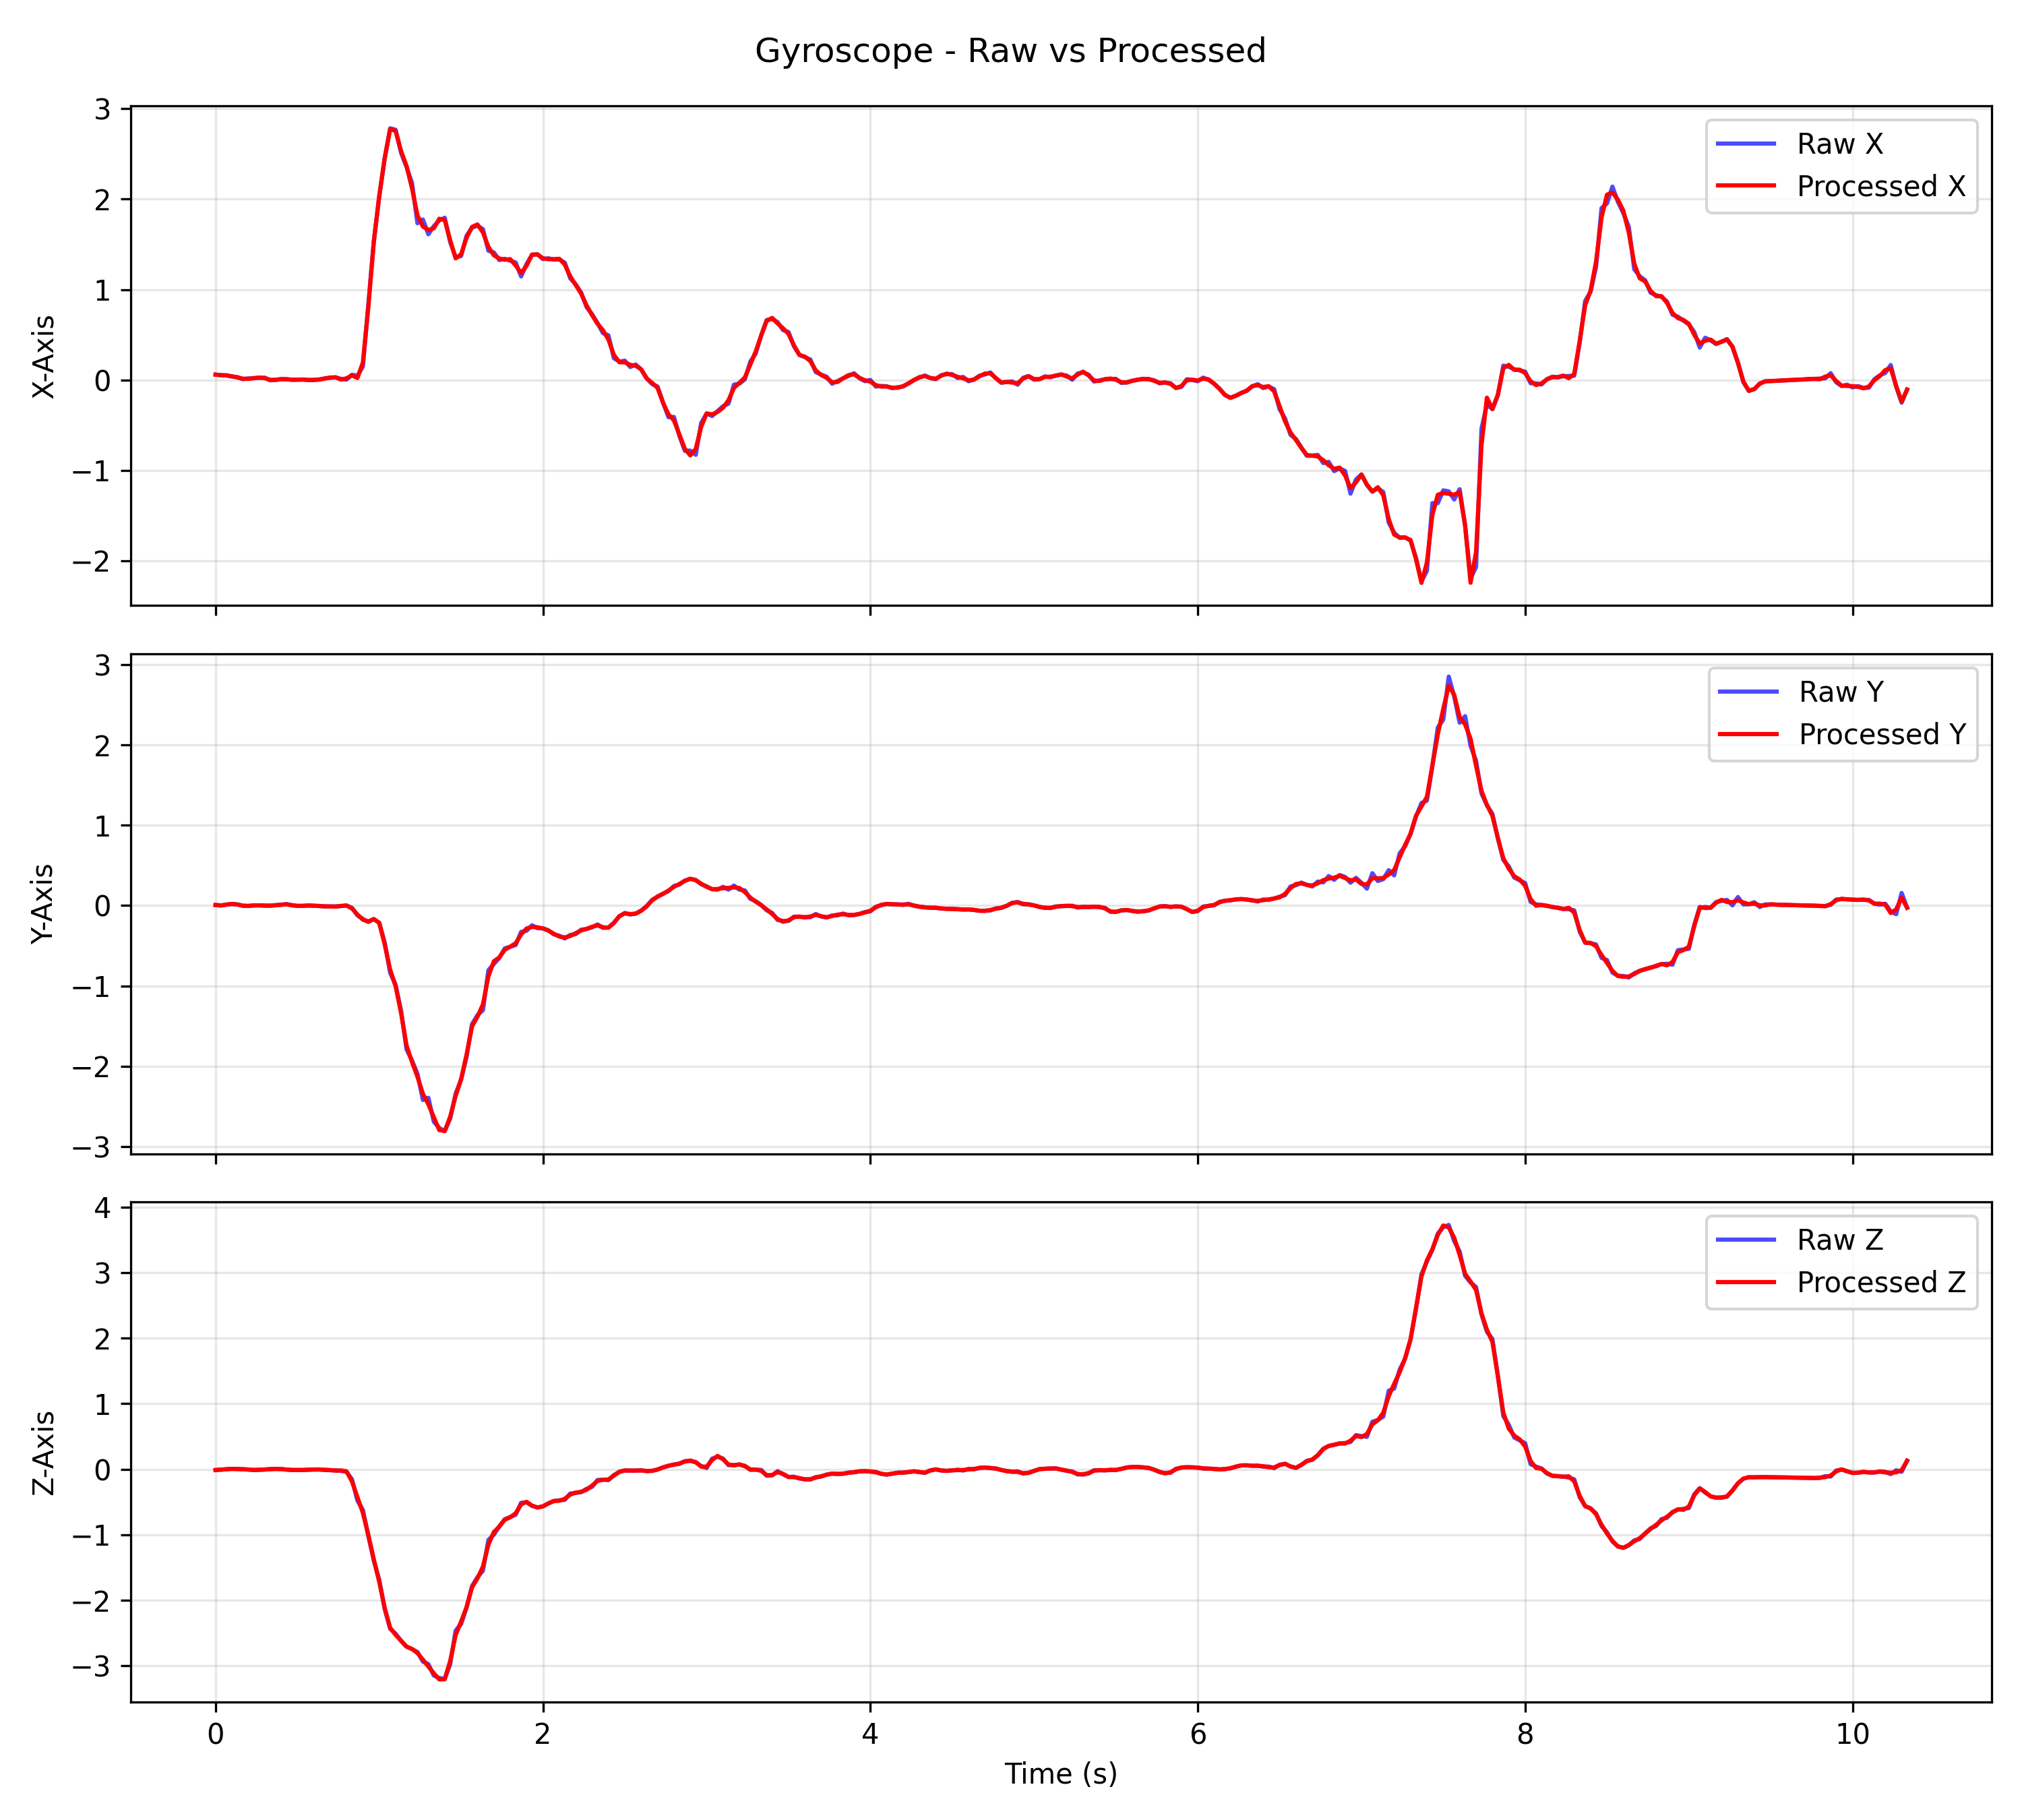 Gyroscope - Raw vs Processed
3
2
1
0
−1
−2
X-Axis
Raw X
Processed X
3
2
1
0
−1
−2
−3
Y-Axis
Raw Y
Processed Y
4
3
2
1
0
−1
−2
−3
Z-Axis
Raw Z
Processed Z
0 2 4 6 8 10
Time (s)